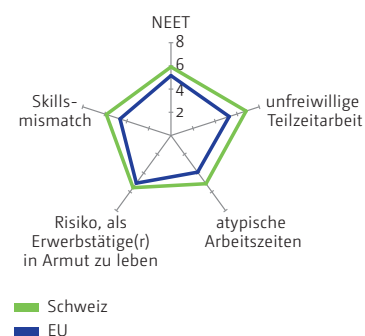 NEET
8
6
4
2
unfreiwillige
Teilzeitarbeit
atypische
Arbeitszeiten
Risiko, als
Erwerbstätige(r)
in Armut zu leben
Skills-
mismatch
Schweiz
EU